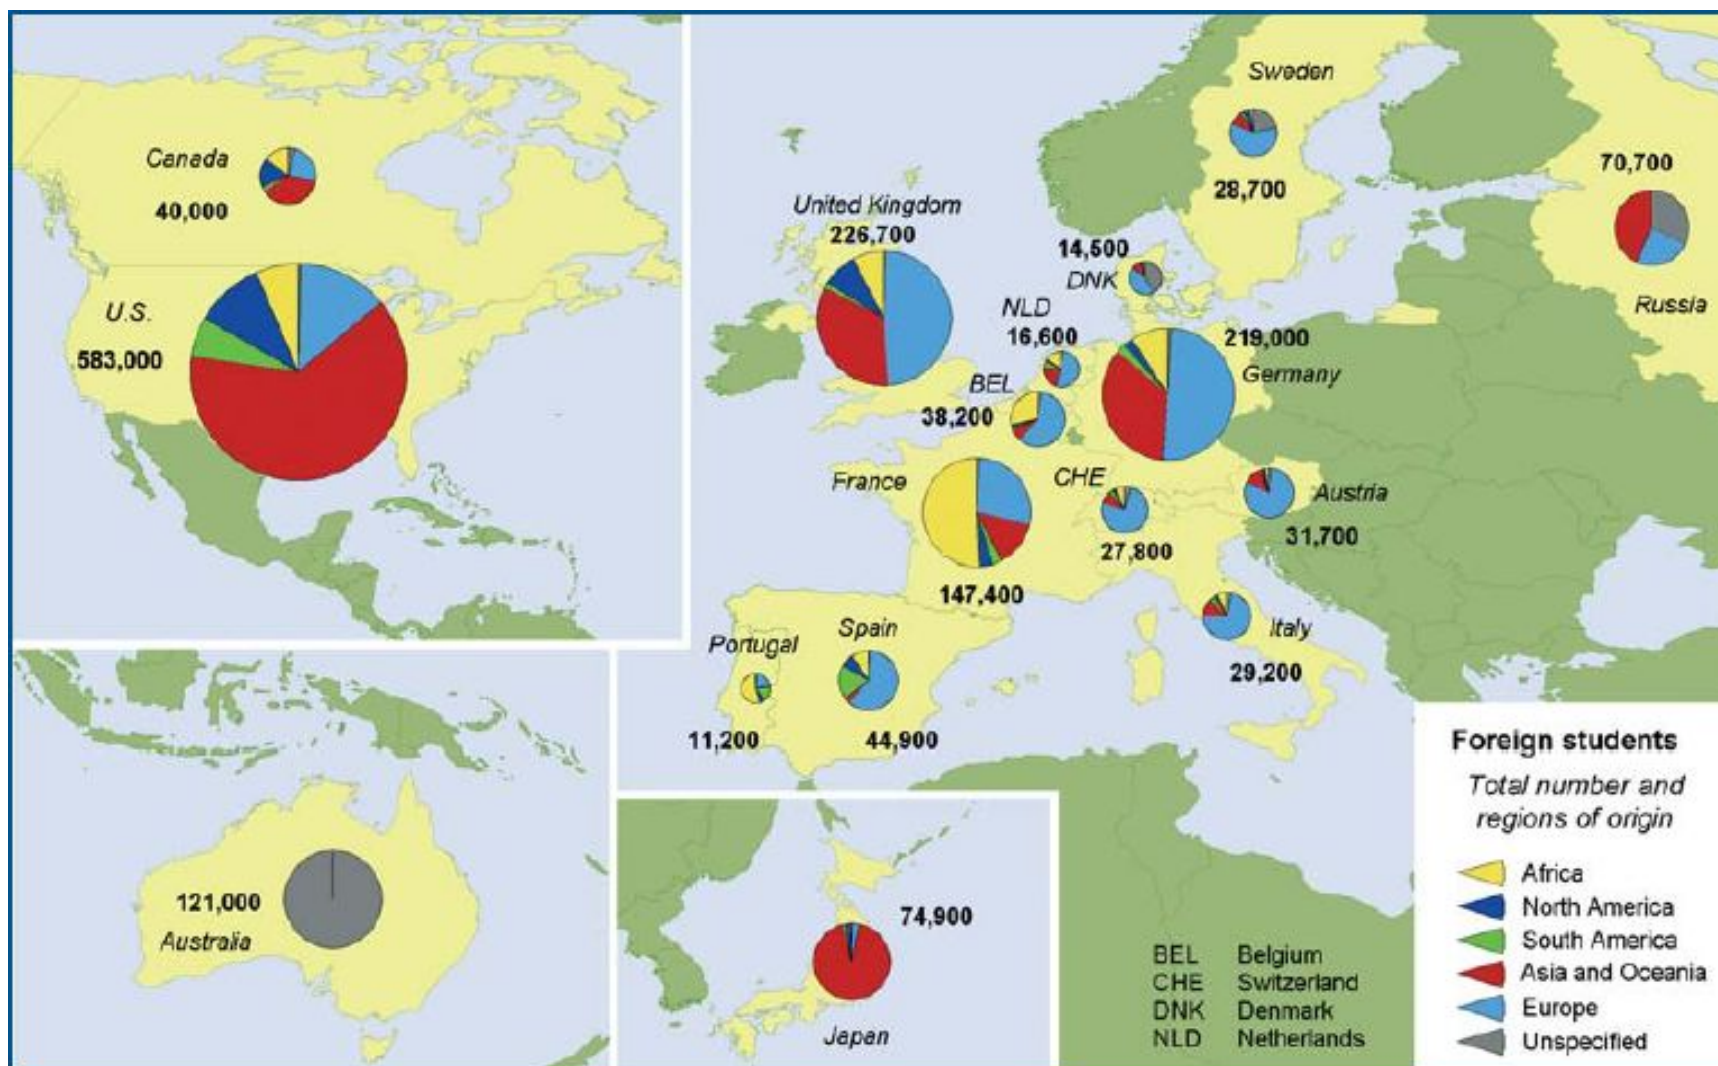 Canada
40,000
U.S.
583,000
Sweden
28,700
70,700
Russia
United Kingdom
226,700
14,500
DNK
NLD
16,600
BEL
38,200
219,000
Germany
France
147,400
CHE
27,800
Austria
31,700
Italy
29,200
Portugal
11,200
Spain
44,900
121,000
Australia
74,900
Japan
BEL Belgium
CHE Switzerland
DNK Denmark
NLD Netherlands
Foreign students
Total number and
regions of origin
Africa
North America
South America
Asia and Oceania
Europe
Unspecified